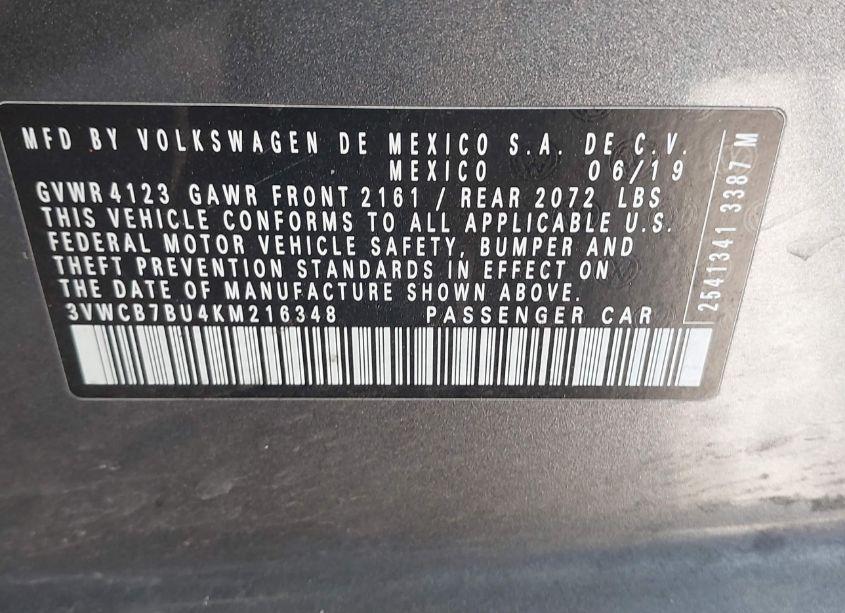 MFD BY VOLKSWAGEN DE MEXICO S.A. DE C.V.
MEXICO 06/19
GVWR 4123 GAWR FRONT 2161 / REAR 2072 LBS
THIS VEHICLE CONFORMS TO ALL APPLICABLE U.S.
FEDERAL MOTOR VEHICLE SAFETY, BUMPER AND
THEFT PREVENTION STANDARDS IN EFFECT ON
THE DATE OF MANUFACTURE SHOWN ABOVE.
3VWCB7BU4KM216348 PASSENGER CAR
2541341 3387 M